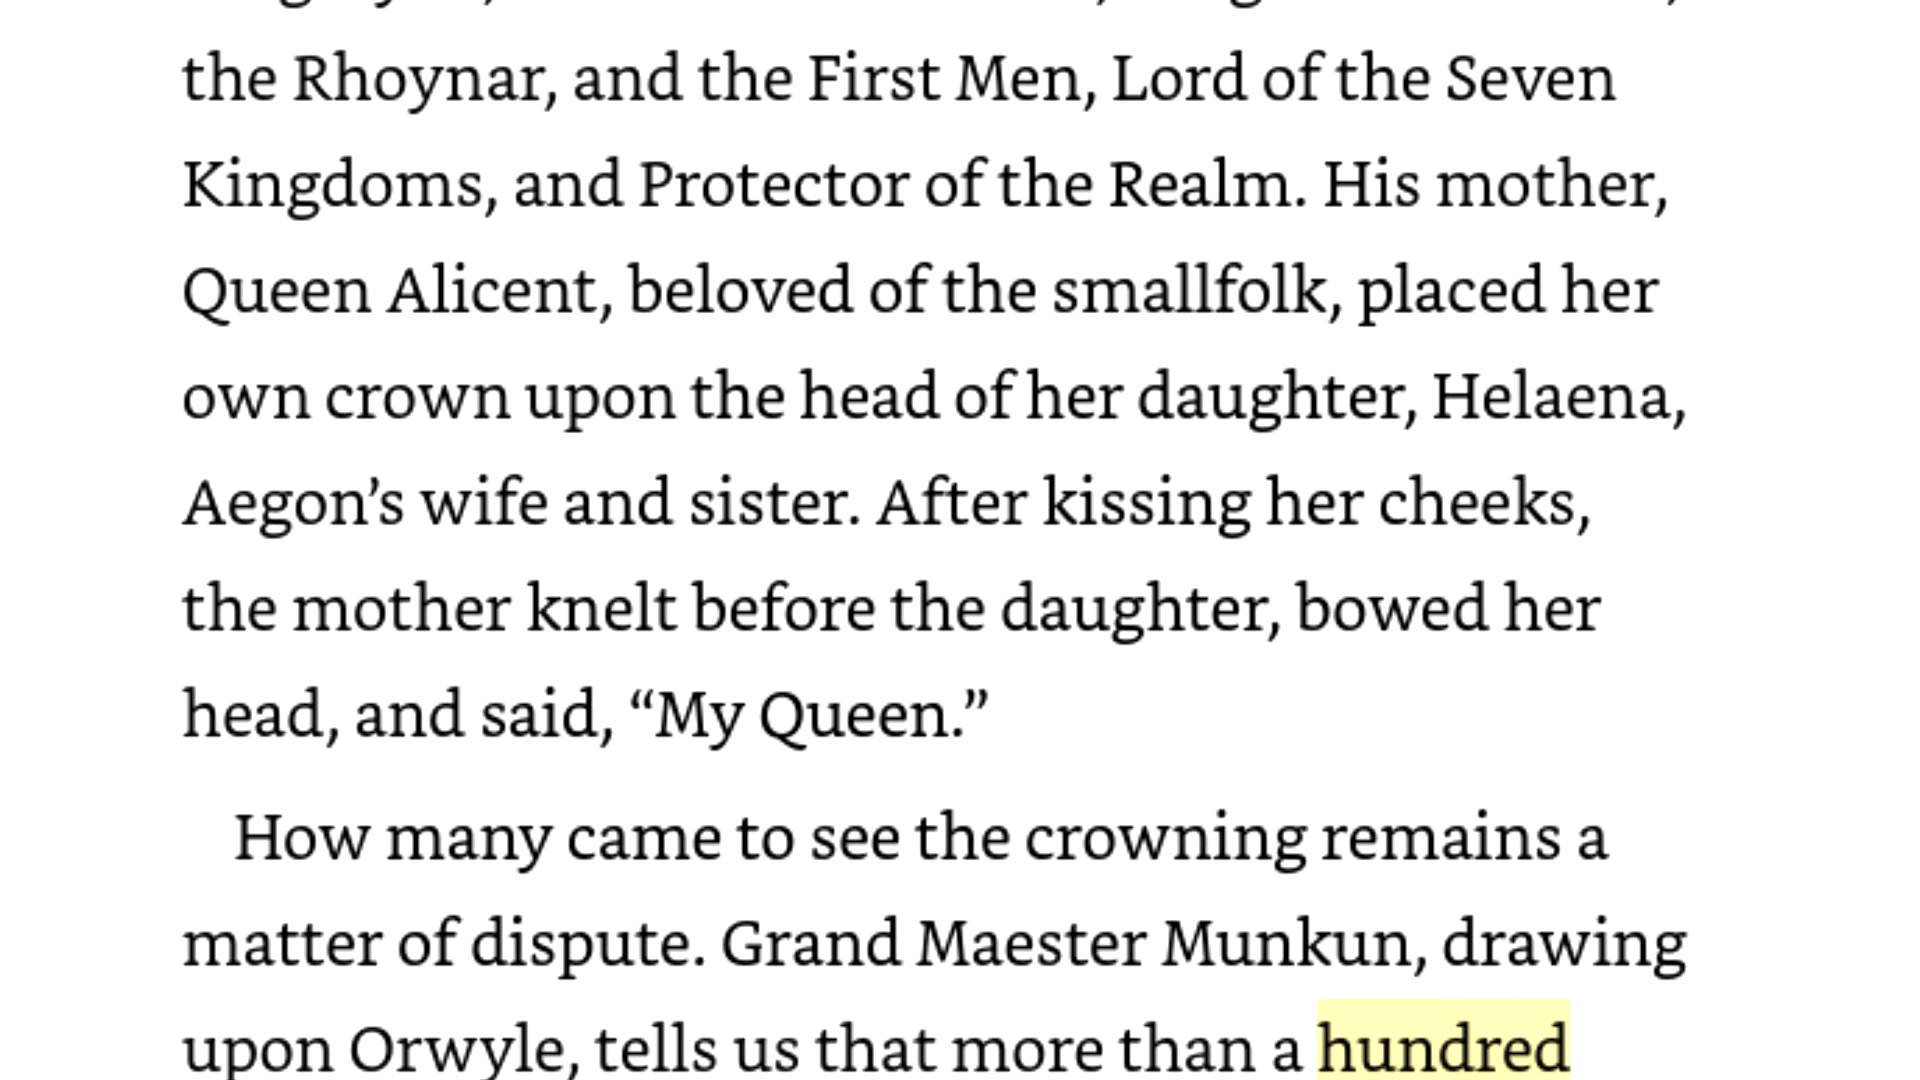 the Rhoynar, and the First Men, Lord of the Seven
Kingdoms, and Protector of the Realm. His mother,
Queen Alicent, beloved of the smallfolk, placed her
own crown upon the head of her daughter, Helaena,
Aegon’s wife and sister. After kissing her cheeks,
the mother knelt before the daughter, bowed her
head, and said, “My Queen.”
How many came to see the crowning remains a
matter of dispute. Grand Maester Munkun, drawing
upon Orwyle, tells us that more than a hundred